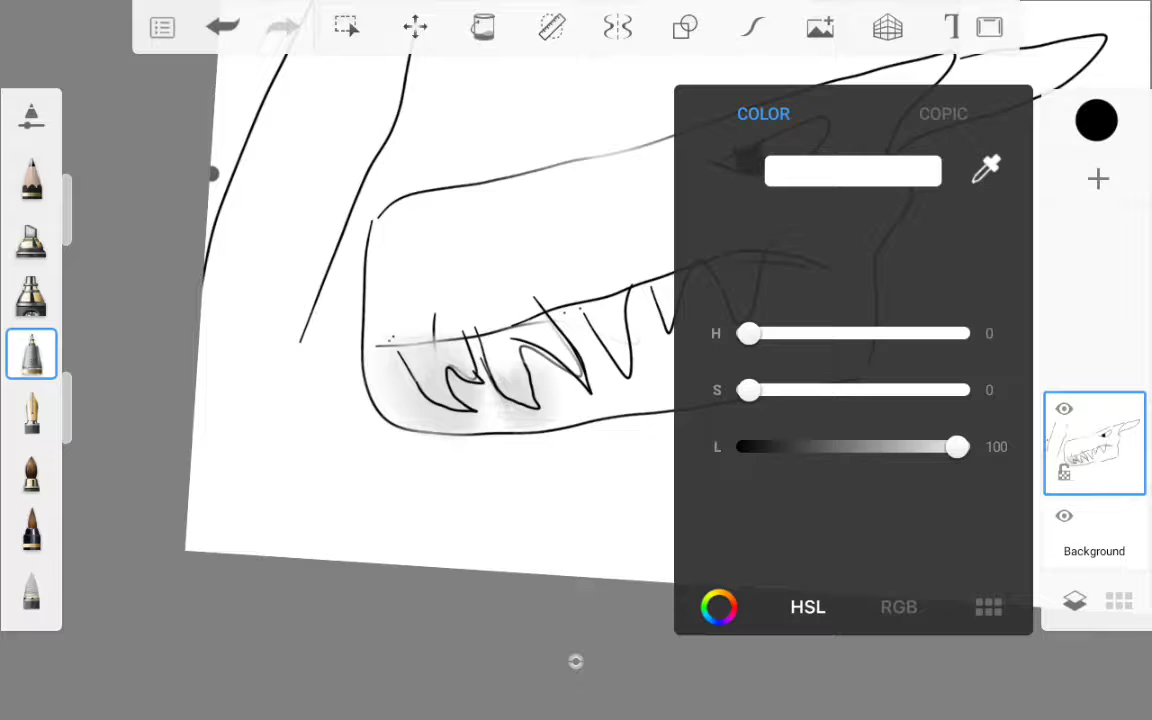 T
COLOR COPIC
H 0
S 0
L 100
HSL RGB
Background